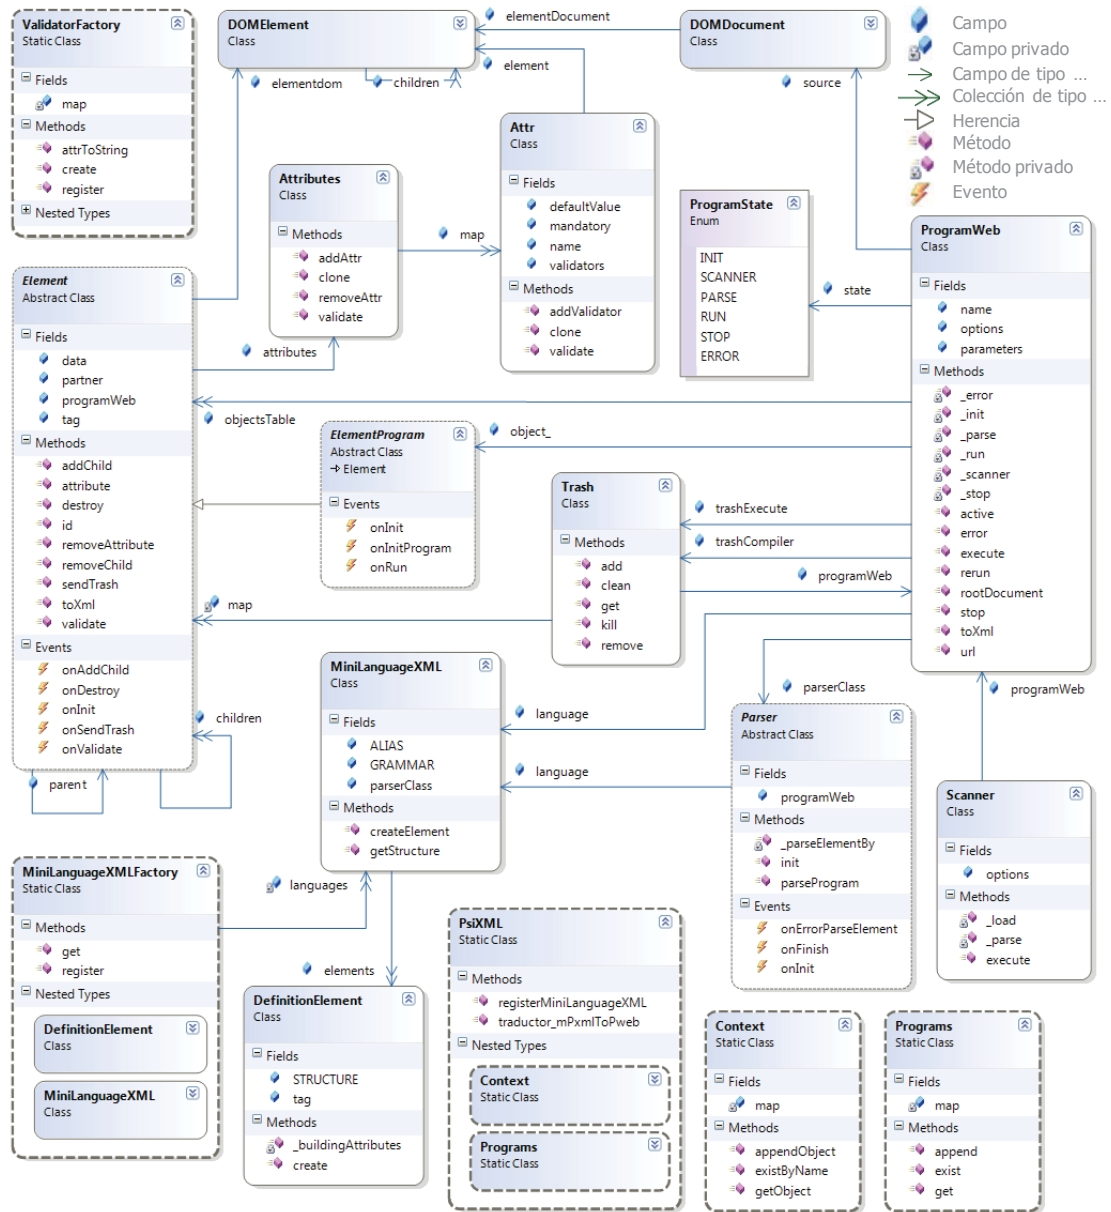 ValidatorFactory
Static Class
Fields
map
Methods
attrToString
create
register
Nested Types
DOMElement
Class
elementDocument
DOMDocument
Class
element
elementdom
children
source
Campo
Campo privado
Campo de tipo ...
Colección de tipo ...
Herencia
Método
Método privado
Evento
Attributes
Class
Methods
addAttr
clone
removeAttr
validate
map
attributes
Attr
Class
Fields
defaultValue
mandatory
name
validators
Methods
addValidator
clone
validate
ProgramState
Enum
INIT
SCANNER
PARSE
RUN
STOP
ERROR
state
ProgramWeb
Class
Fields
name
options
parameters
Methods
_error
_init
_parse
_run
_scanner
_stop
active
error
execute
rerun
rootDocument
stop
toXml
url
Element
Abstract Class
Fields
data
partner
programWeb
tag
Methods
addChild
attribute
destroy
id
removeAttribute
removeChild
sendTrash
toXml
validate
Events
onAddChild
onDestroy
onInit
onSendTrash
onValidate
objectsTable
object_
ElementProgram
Abstract Class
Element
Events
onInit
onInitProgram
onRun
Trash
Class
Methods
add
clean
get
kill
remove
trashExecute
trashCompiler
programWeb
map
children
parent
MiniLanguageXML
Class
Fields
ALIAS
GRAMMAR
parserClass
Methods
createElement
getStructure
language
language
parserClass
programWeb
Parser
Abstract Class
Fields
programWeb
Methods
_parseElementBy
init
parseProgram
Events
onErrorParseElement
onFinish
onInit
Scanner
Class
Fields
options
Methods
_load
_parse
execute
MiniLanguageXMLFactory
Static Class
Methods
get
register
Nested Types
DefinitionElement
Class
MiniLanguageXML
Class
languages
elements
DefinitionElement
Class
Fields
STRUCTURE
tag
Methods
_buildingAttributes
create
PsiXML
Static Class
Methods
registerMiniLanguageXML
traductor_mPxmlToPweb
Nested Types
Context
Static Class
Programs
Static Class
Context
Static Class
Fields
map
Methods
appendObject
existByName
getObject
Programs
Static Class
Fields
map
Methods
append
exist
get